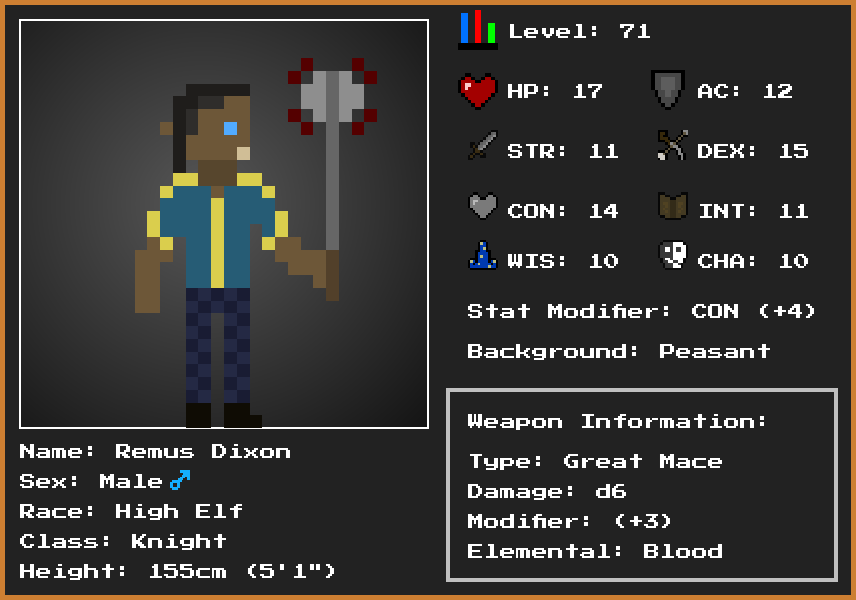 Level: 71
HP: 17
AC: 12
STR: 11
DEX: 15
CON: 14
INT: 11
WIS: 10
CHA: 10
Stat Modifier: CON (+4)
Background: Peasant
Weapon Information:
Type: Great Mace
Damage: d6
Modifier: (+3)
Elemental: Blood
Name: Remus Dixon
Sex: Male♂
Race: High Elf
Class: Knight
Height: 155cm (5'1")